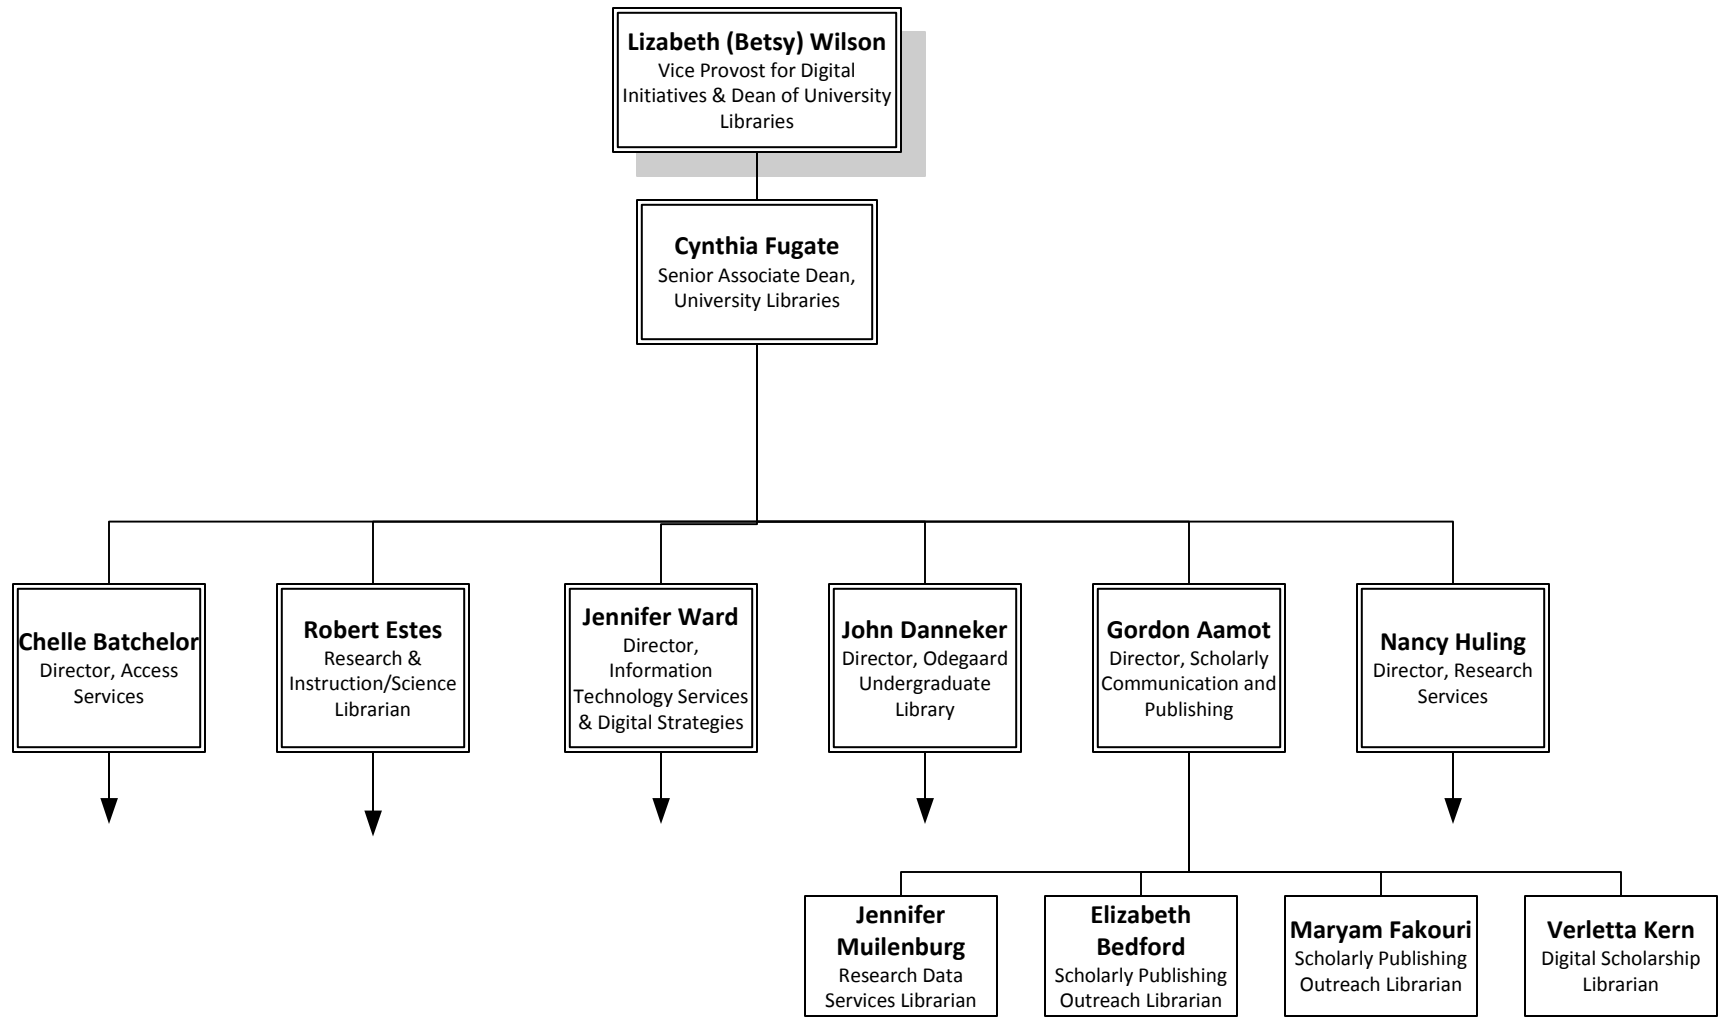 Lizabeth (Betsy) Wilson
Vice Provost for Digital
Initiatives & Dean of University
Libraries
Cynthia Fugate
Senior Associate Dean,
University Libraries
Chelle Batchelor
Director, Access
Services
Robert Estes
Research &
Instruction/Science
Librarian
Jennifer Ward
Director,
Information
Technology Services
& Digital Strategies
John Danneker
Director, Odegaard
Undergraduate
Library
Gordon Aamot
Director, Scholarly
Communication and
Publishing
Nancy Huling
Director, Research
Services
Jennifer
Muilenburg
Research Data
Services Librarian
Elizabeth
Bedford
Scholarly Publishing
Outreach Librarian
Maryam Fakouri
Scholarly Publishing
Outreach Librarian
Verletta Kern
Digital Scholarship
Librarian